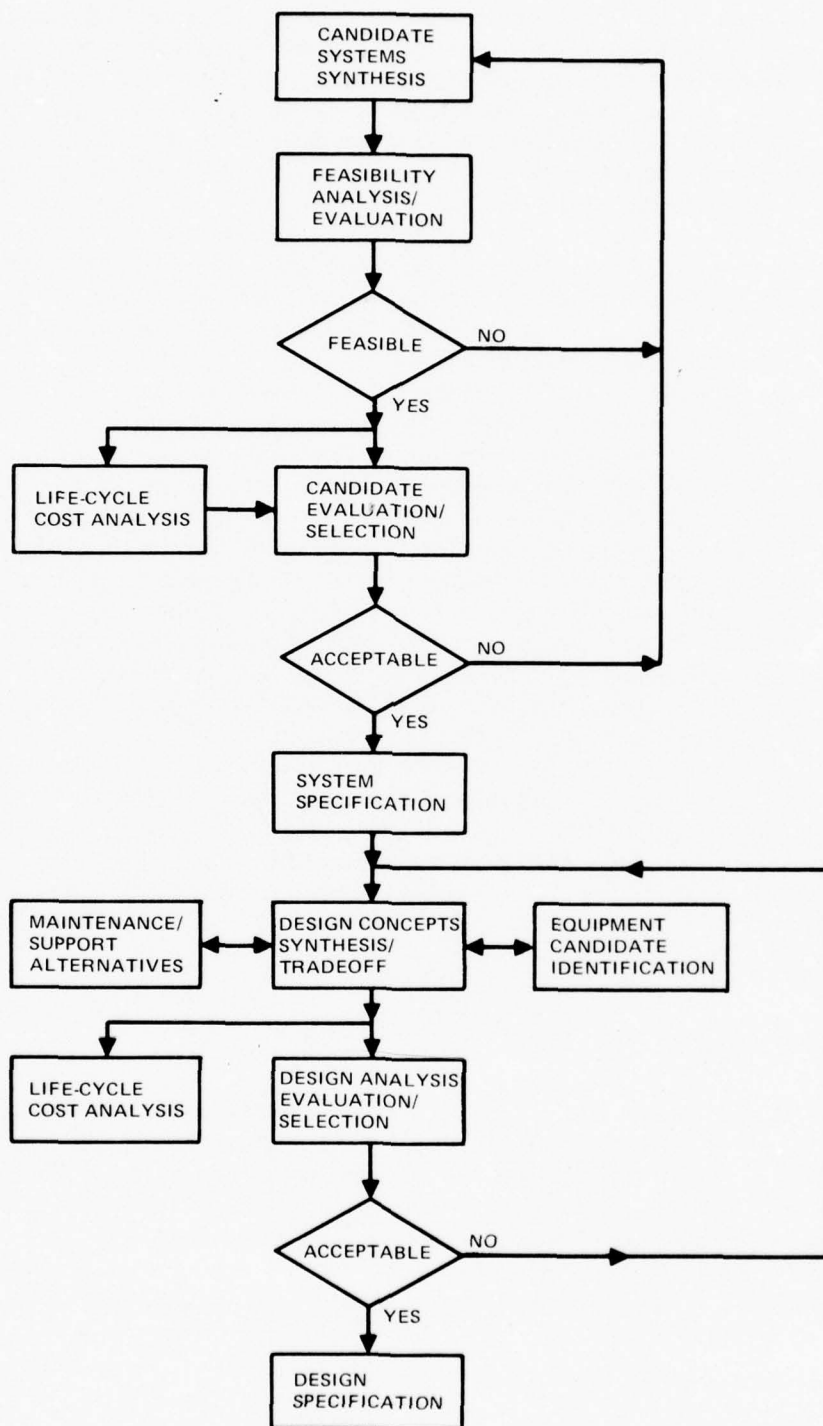 CANDIDATE
SYSTEMS
SYNTHESIS
FEASIBILITY
ANALYSIS/
EVALUATION
FEASIBLE
NO
YES
LIFE-CYCLE
COST ANALYSIS
CANDIDATE
EVALUATION/
SELECTION
ACCEPTABLE
NO
YES
SYSTEM
SPECIFICATION
MAINTENANCE/
SUPPORT
ALTERNATIVES
DESIGN CONCEPTS
SYNTHESIS/
TRADEOFF
EQUIPMENT
CANDIDATE
IDENTIFICATION
LIFE-CYCLE
COST ANALYSIS
DESIGN ANALYSIS
EVALUATION/
SELECTION
ACCEPTABLE
NO
YES
DESIGN
SPECIFICATION